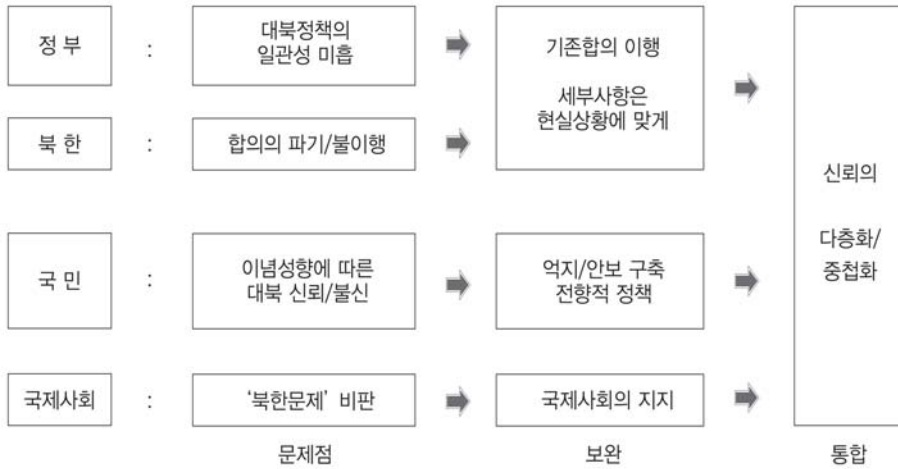 정 부 : 대북정책의
일관성 미흡
기존합의 이행
세부사항은
현실상황에 맞게
북 한 : 합의의 파기/불이행
국 민 : 이념성향에 따른
대북 신뢰/불신
억지/안보 구축
전향적 정책
국제사회 : ‘북한문제’ 비판
국제사회의 지지
신뢰의
다층화/
중첩화
문제점 보완 통합